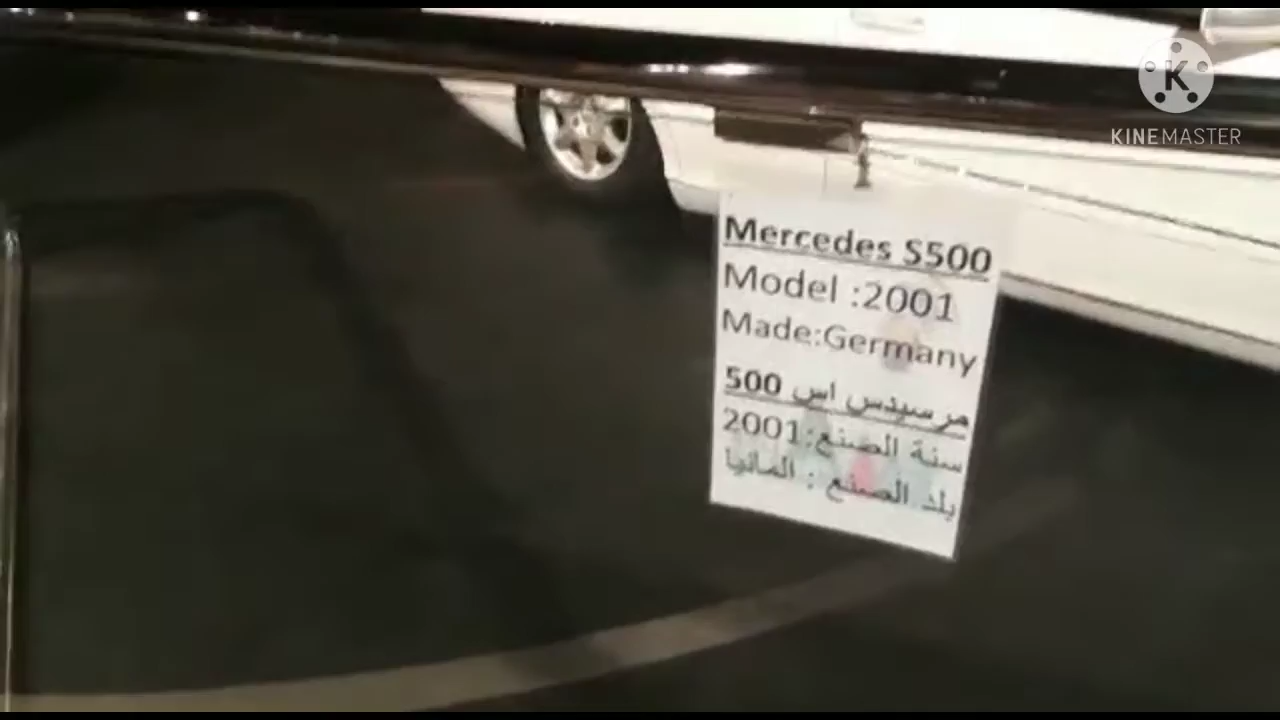 KINEMASTER
Mercedes S500
Model :2001
Made:Germany
مرسيدس اس 500
سنة الصنع:2001
بلد الصنع : المانيا